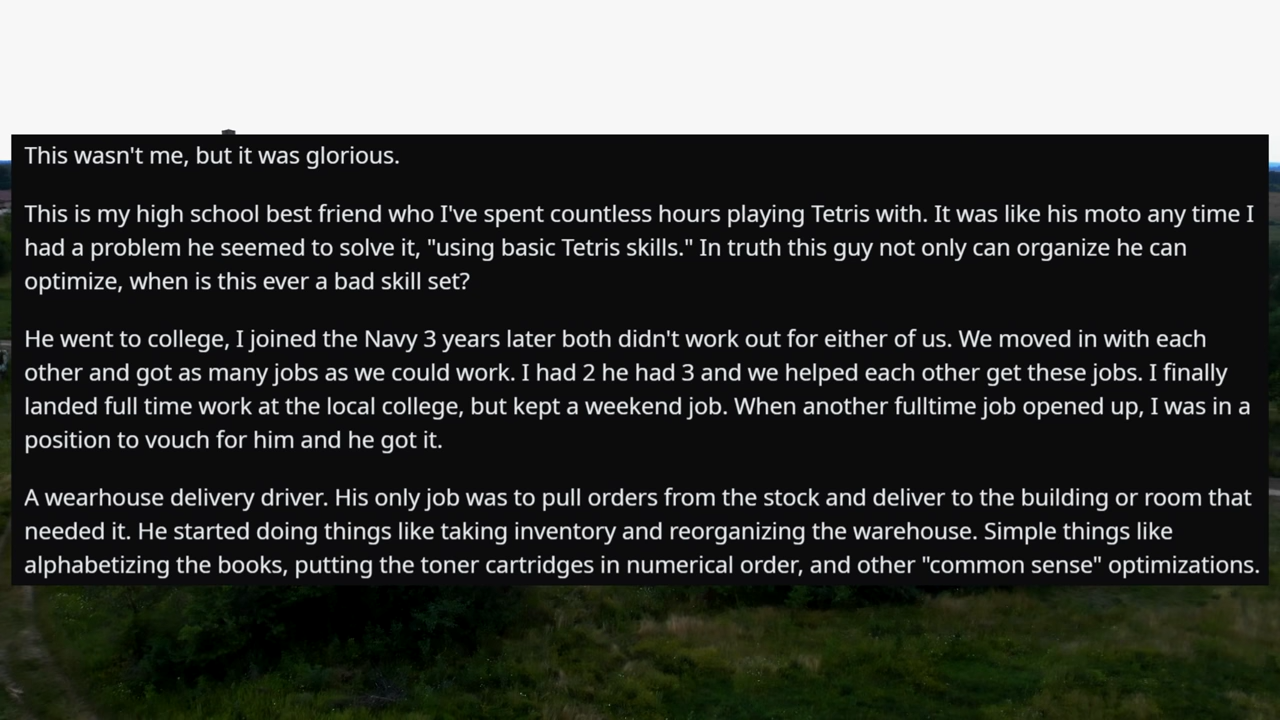 This wasn't me, but it was glorious.
This is my high school best friend who I've spent countless hours playing Tetris with. It was like his moto any time I
had a problem he seemed to solve it, "using basic Tetris skills." In truth this guy not only can organize he can
optimize, when is this ever a bad skill set?
He went to college, I joined the Navy 3 years later both didn't work out for either of us. We moved in with each
other and got as many jobs as we could work. I had 2 he had 3 and we helped each other get these jobs. I finally
landed full time work at the local college, but kept a weekend job. When another fulltime job opened up, I was in a
position to vouch for him and he got it.
A wearhouse delivery driver. His only job was to pull orders from the stock and deliver to the building or room that
needed it. He started doing things like taking inventory and reorganizing the warehouse. Simple things like
alphabetizing the books, putting the toner cartridges in numerical order, and other "common sense" optimizations.